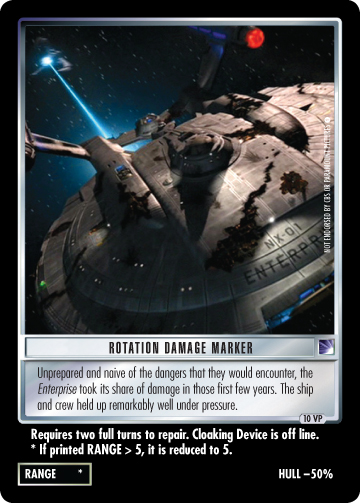 NX-01
ENTERPRI
NOT ENDORSED BY CBS OR PARAMOUNT PICTURES
ROTATION DAMAGE MARKER
Unprepared and naive of the dangers that they would encounter, the
Enterprise took its share of damage in those first few years. The ship
and crew held up remarkably well under pressure.
10 VP
Requires two full turns to repair. Cloaking Device is off line.
* If printed RANGE > 5, it is reduced to 5.
RANGE *
HULL –50%